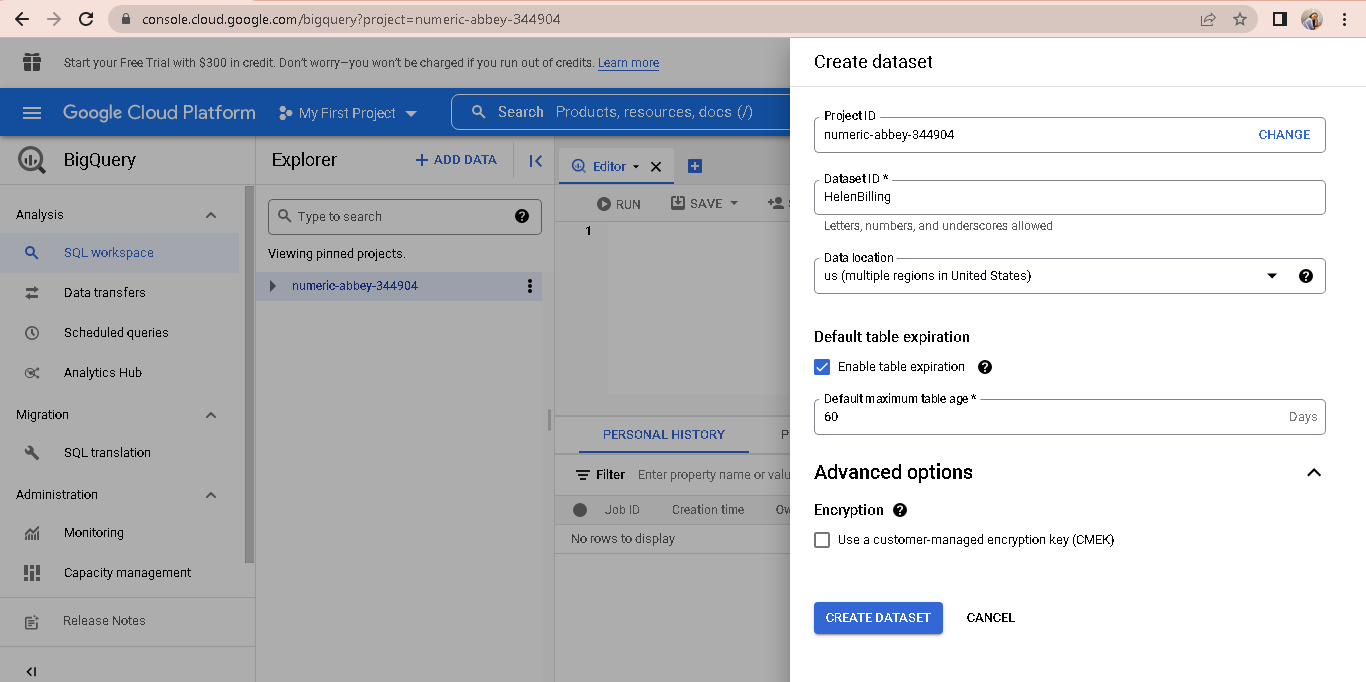 console.cloud.google.com/bigquery?project=numeric-abbey-344904
Start your Free Trial with $300 in credit. Don't worry—you won't be charged if you run out of credits. Learn more
Google Cloud Platform
My First Project
Search Products, resources, docs (/)
BigQuery
Analysis
SQL workspace
Data transfers
Scheduled queries
Analytics Hub
Migration
SQL translation
Administration
Monitoring
Capacity management
Release Notes
Explorer
+ ADD DATA
Type to search
Viewing pinned projects.
numeric-abbey-344904
Editor
RUN SAVE
1
PERSONAL HISTORY P
Filter Enter property name or valu
Job ID Creation time Ow
No rows to display
Create dataset
Project ID
numeric-abbey-344904 CHANGE
Dataset ID *
HelenBilling
Letters, numbers, and underscores allowed
Data location
us (multiple regions in United States)
Default table expiration
Enable table expiration
Default maximum table age *
60 Days
Advanced options
Encryption
Use a customer-managed encryption key (CMEK)
CREATE DATASET CANCEL